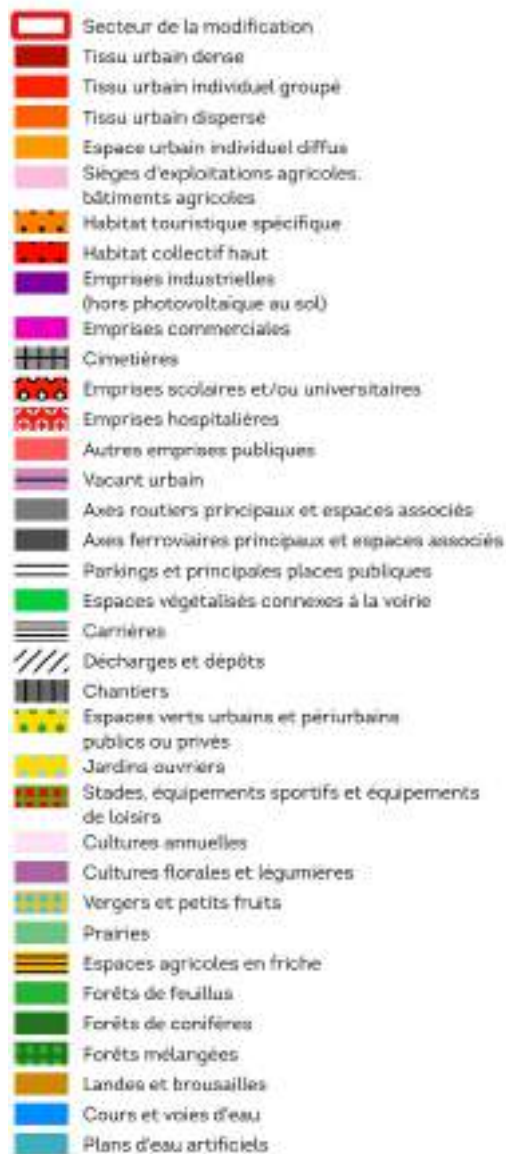 Secteur de la modification
Tissu urbain dense
Tissu urbain individuel groupé
Tissu urbain dispersé
Espace urbain individuel diffus
Sièges d'exploitations agricoles,
bâtiments agricoles
Habitat touristique spécifique
Habitat collectif haut
Emprises industrielles
(hors photovoltaïque au sol)
Emprises commerciales
Cimetières
Emprises scolaires et/ou universitaires
Emprises hospitalières
Autres emprises publiques
Vacant urbain
Axes routiers principaux et espaces associés
Axes ferroviaires principaux et espaces associés
Parkings et principales places publiques
Espaces végétalisés connexes à la voirie
Carrières
Décharges et dépôts
Chantiers
Espaces verts urbains et périurbains
publics ou privés
Jardins ouvriers
Stades, équipements sportifs et équipements
de loisirs
Cultures annuelles
Cultures florales et légumières
Vergers et petits fruits
Prairies
Espaces agricoles en friche
Forêts de feuillus
Forêts de conifères
Forêts mélangées
Landes et broussailles
Cours et voies d'eau
Plans d'eau artificiels